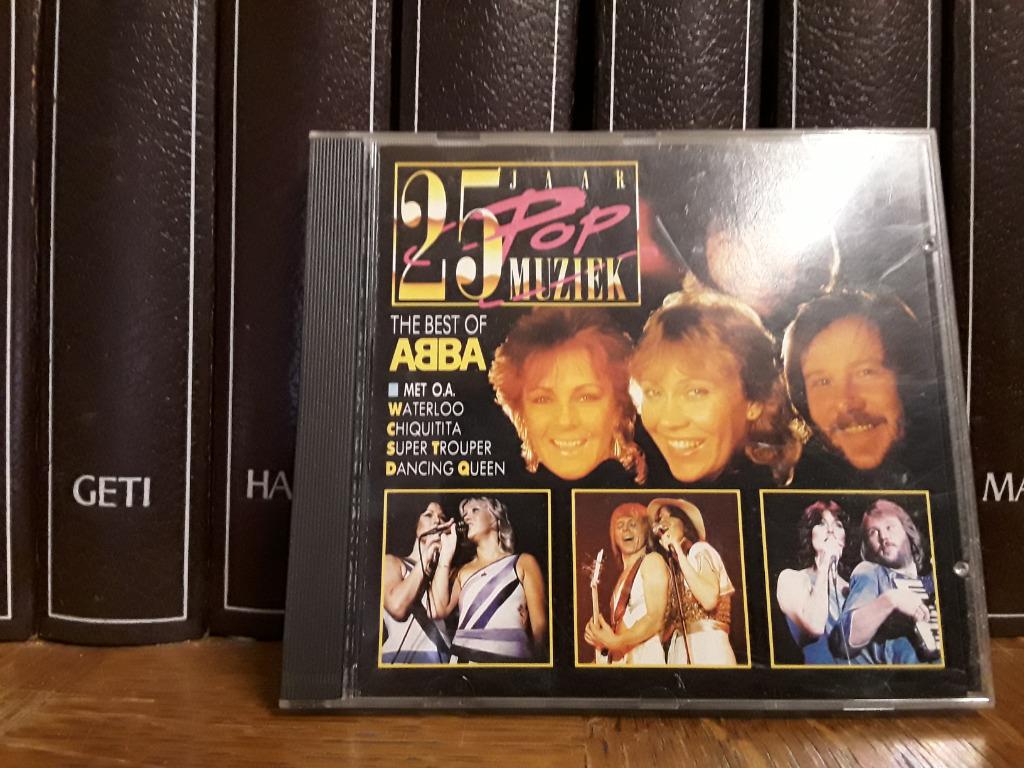 25 JAAR
POP
MUZIEK
THE BEST OF
ABBA
MET O.A.
WATERLOO
CHIQUITITA
SUPER TROUPER
DANCING QUEEN
GETI
HA
MA